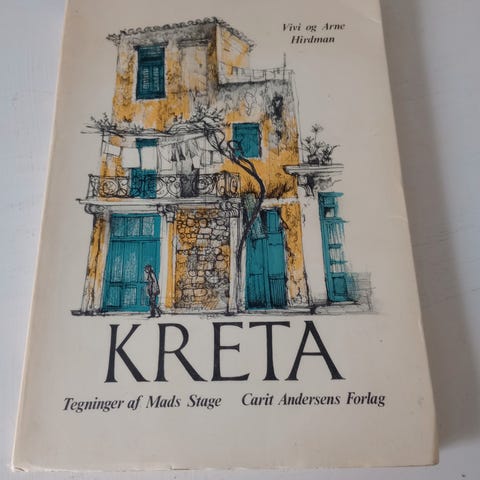 Vivi og Arne
Hirdman
KRETA
Tegninger af Mads Stage Carit Andersens Forlag